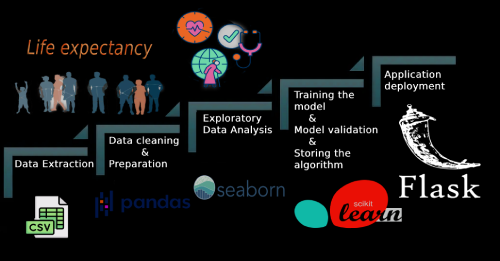 Life expectancy
Data Extraction
CSV
Data cleaning
&
Preparation
pandas
Exploratory
Data Analysis
seaborn
Training the
model
&
Model validation
&
Storing the
algorithm
scikit
learn
Application
deployment
Flask